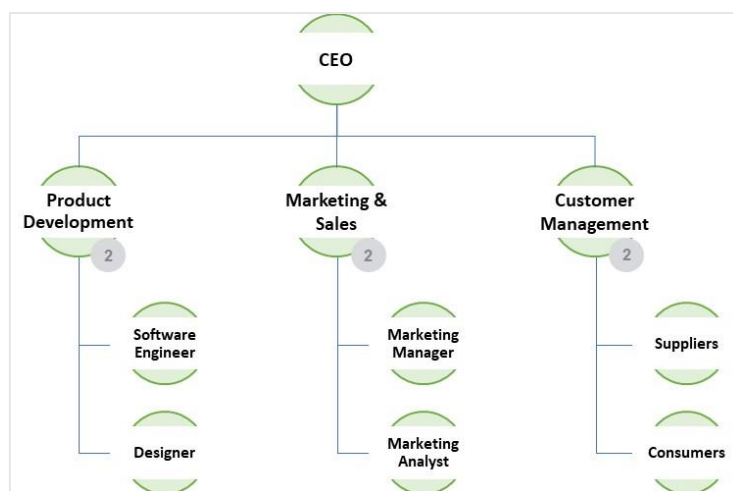 CEO
Product
Development
2
Marketing &
Sales
2
Customer
Management
2
Software
Engineer
Marketing
Manager
Suppliers
Designer
Marketing
Analyst
Consumers